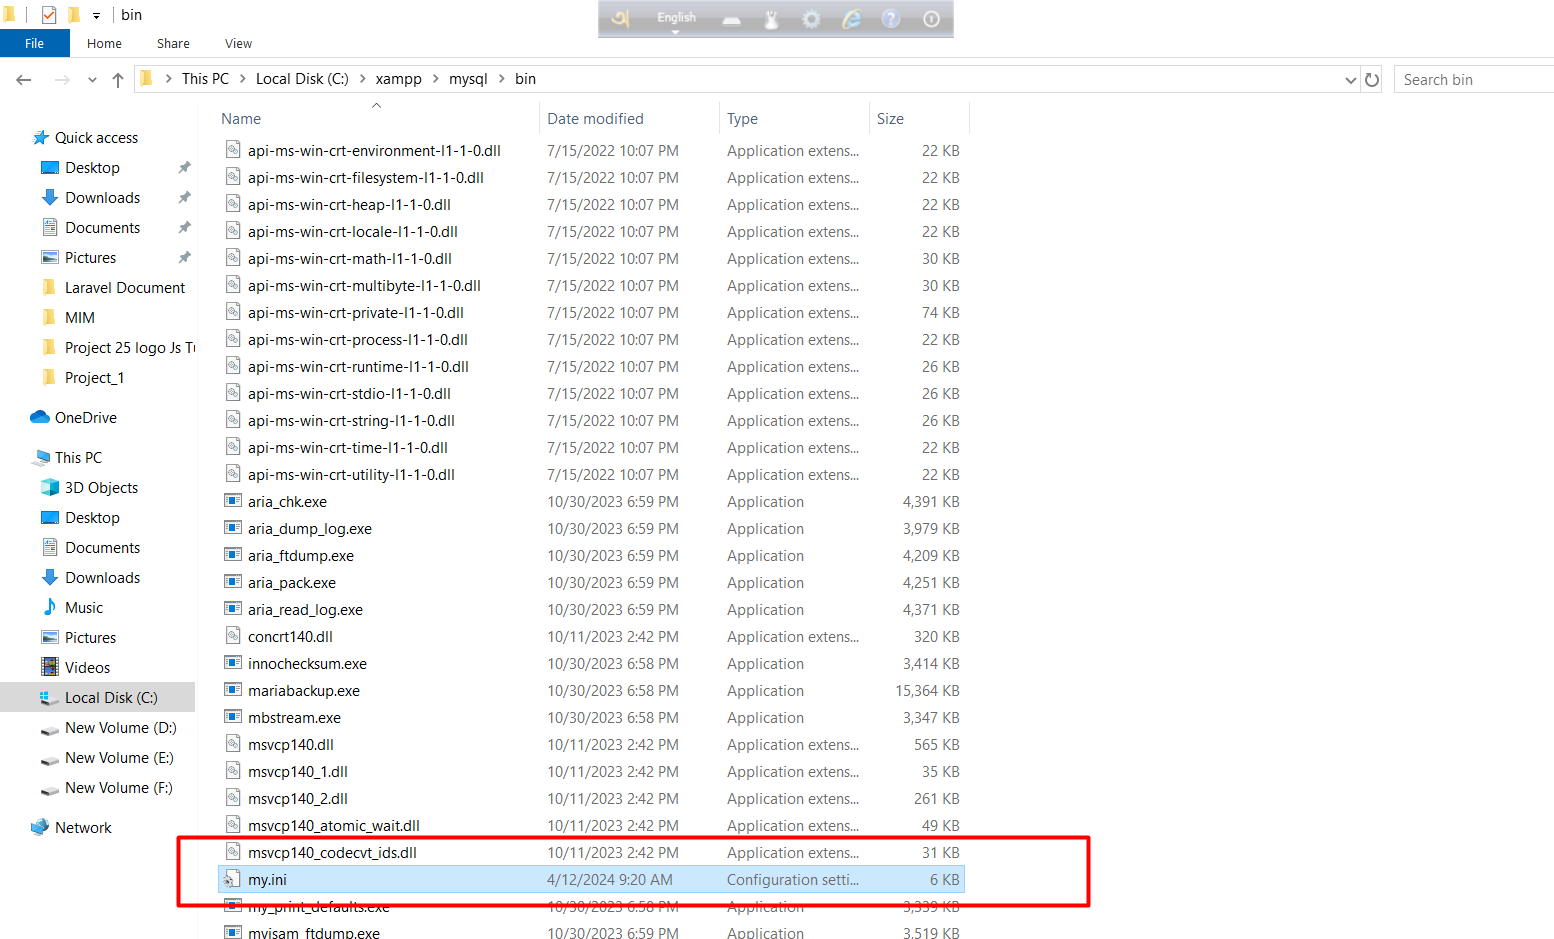 bin
English
File Home Share View
This PC > Local Disk (C:) > xampp > mysql > bin
Search bin
Quick access
Desktop
Downloads
Documents
Pictures
Laravel Document
MIM
Project 25 logo Js Tu
Project_1
OneDrive
This PC
3D Objects
Desktop
Documents
Downloads
Music
Pictures
Videos
Local Disk (C:)
New Volume (D:)
New Volume (E:)
New Volume (F:)
Network
Name Date modified Type Size
api-ms-win-crt-environment-l1-1-0.dll 7/15/2022 10:07 PM Application extens... 22 KB
api-ms-win-crt-filesystem-l1-1-0.dll 7/15/2022 10:07 PM Application extens... 22 KB
api-ms-win-crt-heap-l1-1-0.dll 7/15/2022 10:07 PM Application extens... 22 KB
api-ms-win-crt-locale-l1-1-0.dll 7/15/2022 10:07 PM Application extens... 22 KB
api-ms-win-crt-math-l1-1-0.dll 7/15/2022 10:07 PM Application extens... 30 KB
api-ms-win-crt-multibyte-l1-1-0.dll 7/15/2022 10:07 PM Application extens... 30 KB
api-ms-win-crt-private-l1-1-0.dll 7/15/2022 10:07 PM Application extens... 74 KB
api-ms-win-crt-process-l1-1-0.dll 7/15/2022 10:07 PM Application extens... 22 KB
api-ms-win-crt-runtime-l1-1-0.dll 7/15/2022 10:07 PM Application extens... 26 KB
api-ms-win-crt-stdio-l1-1-0.dll 7/15/2022 10:07 PM Application extens... 26 KB
api-ms-win-crt-string-l1-1-0.dll 7/15/2022 10:07 PM Application extens... 26 KB
api-ms-win-crt-time-l1-1-0.dll 7/15/2022 10:07 PM Application extens... 22 KB
api-ms-win-crt-utility-l1-1-0.dll 7/15/2022 10:07 PM Application extens... 22 KB
aria_chk.exe 10/30/2023 6:59 PM Application 4,391 KB
aria_dump_log.exe 10/30/2023 6:59 PM Application 3,979 KB
aria_ftdump.exe 10/30/2023 6:59 PM Application 4,209 KB
aria_pack.exe 10/30/2023 6:59 PM Application 4,251 KB
aria_read_log.exe 10/30/2023 6:59 PM Application 4,371 KB
concrt140.dll 10/11/2023 2:42 PM Application extens... 320 KB
innochecksum.exe 10/30/2023 6:58 PM Application 3,414 KB
mariabackup.exe 10/30/2023 6:58 PM Application 15,364 KB
mbstream.exe 10/30/2023 6:58 PM Application 3,347 KB
msvcp140.dll 10/11/2023 2:42 PM Application extens... 565 KB
msvcp140_1.dll 10/11/2023 2:42 PM Application extens... 35 KB
msvcp140_2.dll 10/11/2023 2:42 PM Application extens... 261 KB
msvcp140_atomic_wait.dll 10/11/2023 2:42 PM Application extens... 49 KB
msvcp140_codecvt_ids.dll 10/11/2023 2:42 PM Application extens... 31 KB
my.ini 4/12/2024 9:20 AM Configuration setti... 6 KB
my_print_defaults.exe 10/30/2023 6:58 PM Application 3,339 KB
myisam_ftdump.exe 10/30/2023 6:59 PM Application 3,519 KB